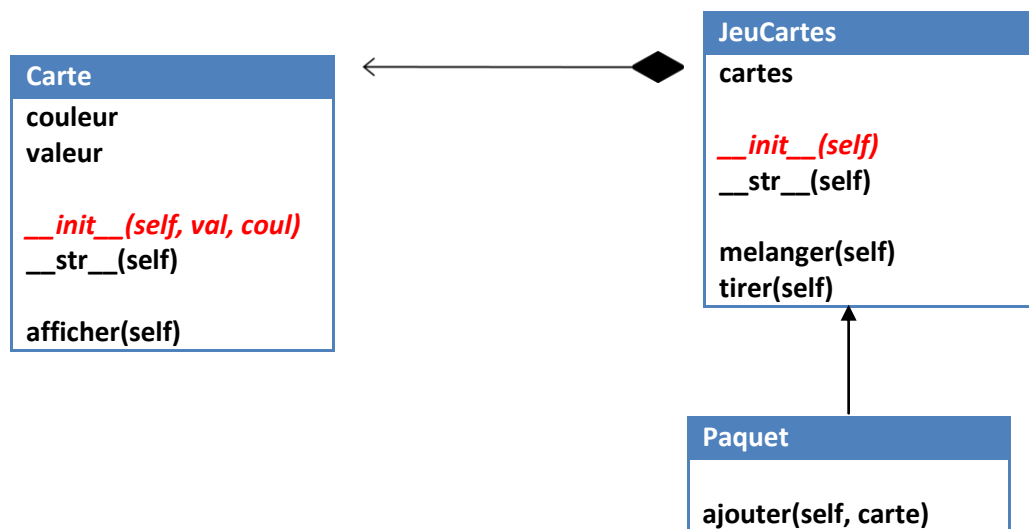 Carte
couleur
valeur
__init__(self, val, coul)
__str__(self)
afficher(self)
JeuCartes
cartes
__init__(self)
__str__(self)
melanger(self)
tirer(self)
Paquet
ajouter(self, carte)